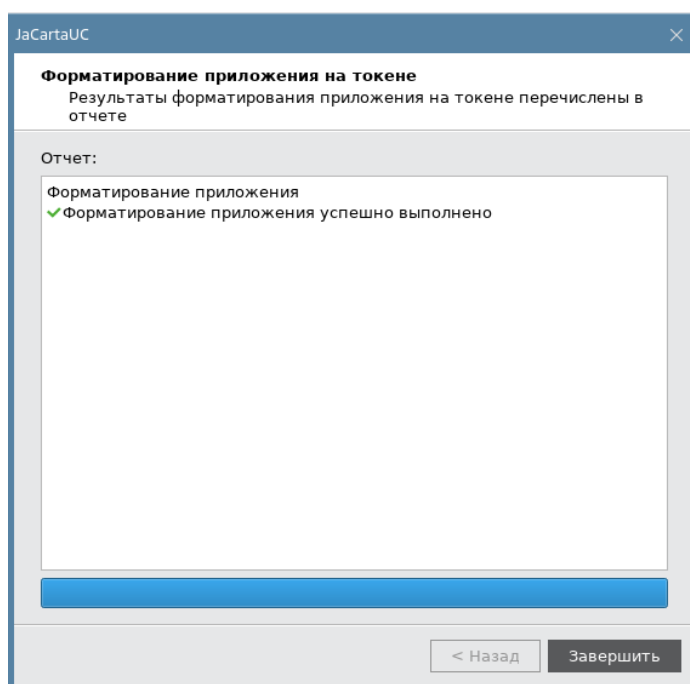 JaCartaUC
Форматирование приложения на токене
Результаты форматирования приложения на токене перечислены в
отчете
Отчет:
Форматирование приложения
✓Форматирование приложения успешно выполнено
< Назад
Завершить